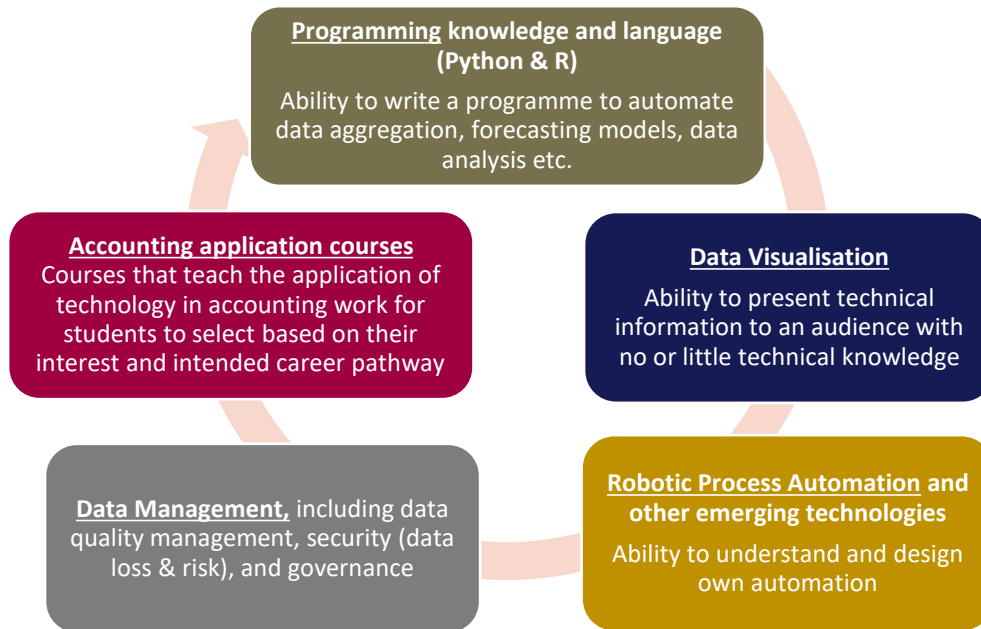 Programming knowledge and language
(Python & R)
Ability to write a programme to automate
data aggregation, forecasting models, data
analysis etc.
Data Visualisation
Ability to present technical
information to an audience with
no or little technical knowledge
Robotic Process Automation and
other emerging technologies
Ability to understand and design
own automation
Data Management, including data
quality management, security (data
loss & risk), and governance
Accounting application courses
Courses that teach the application of
technology in accounting work for
students to select based on their
interest and intended career pathway